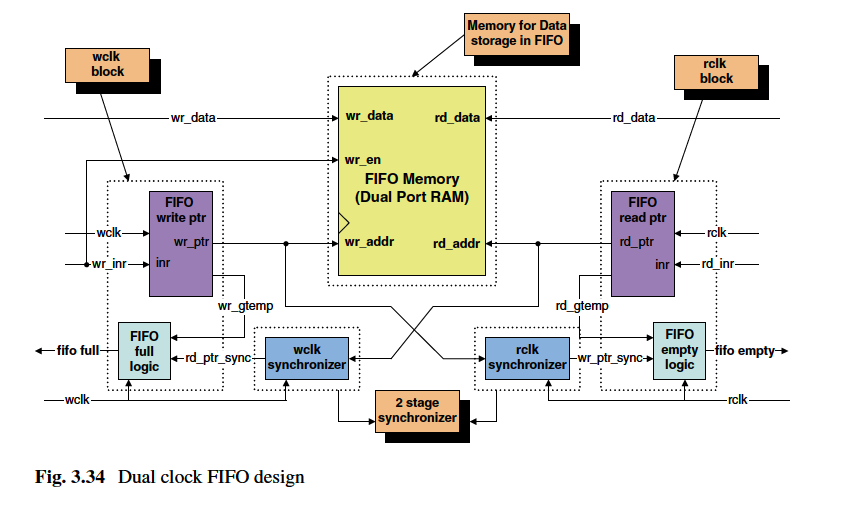 Memory for Data
storage in FIFO
wclk
block
rclk
block
wr_data
wr_data
rd_data
rd_data
wr_en
FIFO Memory
(Dual Port RAM)
FIFO
write ptr
FIFO
read ptr
wclk
wr_ptr
wr_addr
rd_addr
rd_ptr
rclk
wr_inr
inr
inr
rd_inr
wr_gtemp
rd_gtemp
fifo full
FIFO
full
logic
rd_ptr_sync
wclk
synchronizer
rclk
synchronizer
wr_ptr_sync
FIFO
empty
logic
fifo empty
wclk
2 stage
synchronizer
rclk
Fig. 3.34 Dual clock FIFO design